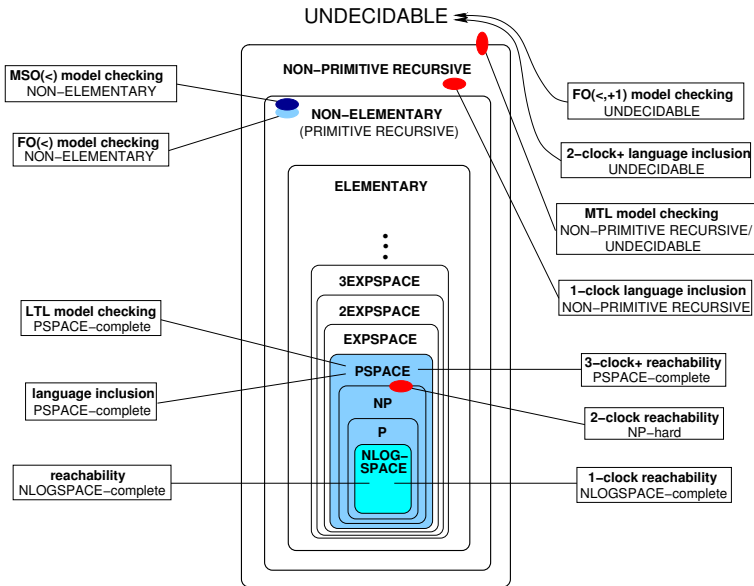 UNDECIDABLE
NON−PRIMITIVE RECURSIVE
MSO(<) model checking
NON−ELEMENTARY
FO(<) model checking
NON−ELEMENTARY
NON−ELEMENTARY
(PRIMITIVE RECURSIVE)
FO(<,+1) model checking
UNDECIDABLE
2−clock+ language inclusion
UNDECIDABLE
ELEMENTARY
MTL model checking
NON−PRIMITIVE RECURSIVE/
UNDECIDABLE
3EXPSPACE
1−clock language inclusion
NON−PRIMITIVE RECURSIVE
LTL model checking
PSPACE−complete
2EXPSPACE
EXPSPACE
PSPACE
3−clock+ reachability
PSPACE−complete
language inclusion
PSPACE−complete
NP
2−clock reachability
NP−hard
P
NLOG−
SPACE
reachability
NLOGSPACE−complete
1−clock reachability
NLOGSPACE−complete